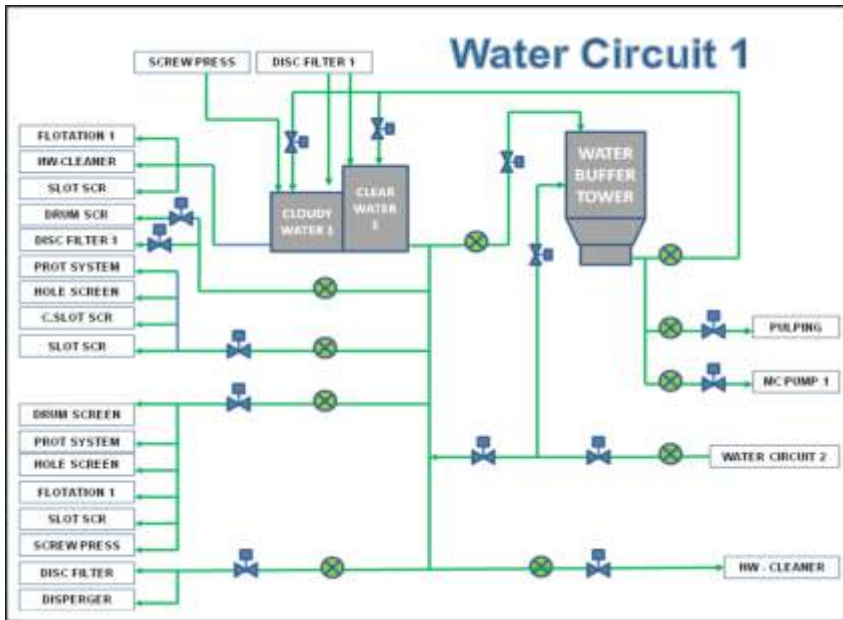 Water Circuit 1
SCREW PRESS
DISC FILTER 1
FLOTATION 1
HW-CLEANER
SLOT SCR
DRUM SCR
DISC FILTER 1
PROT SYSTEM
HOLE SCREEN
C.SLOT SCR
SLOT SCR
DRUM SCREEN
PROT SYSTEM
HOLE SCREEN
FLOTATION 1
SLOT SCR
SCREW PRESS
DISC FILTER
DISPERGER
CLOUDY
WATER 1
CLEAR
WATER
WATER
BUFFER
TOWER
PULPING
MC PUMP 1
WATER CIRCUIT 2
HW - CLEANER